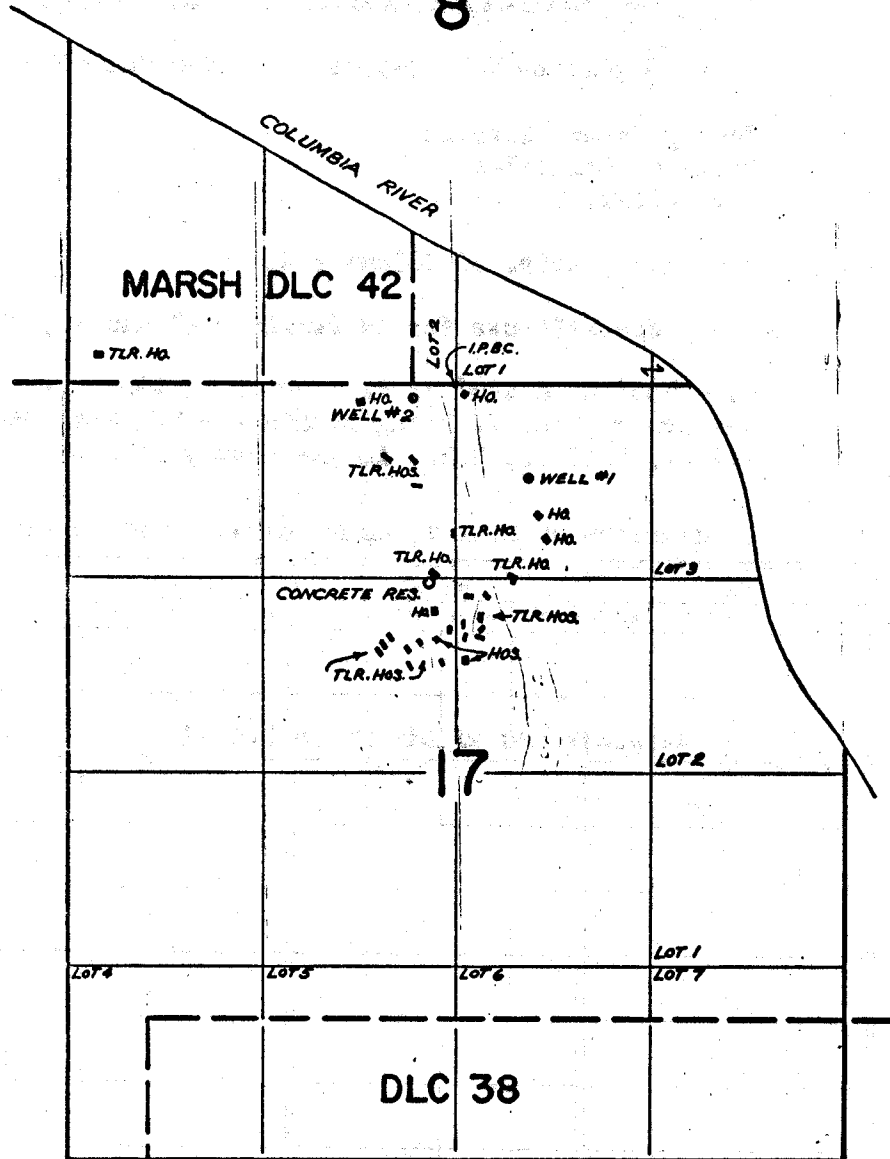 8
COLUMBIA RIVER
MARSH DLC 42
LOT 2
I.P.B.C.
LOT 1
TLR. HO.
HO.
HO.
WELL #2
TLR. HOS.
WELL #1
HO.
TLR. HO.
HO.
TLR. HO.
TLR. HO.
LOT 3
CONCRETE RES.
HO.
TLR. HOS.
HOS.
TLR. HOS.
17
LOT 2
LOT 1
LOT 4
LOT 5
LOT 6
LOT 7
DLC 38